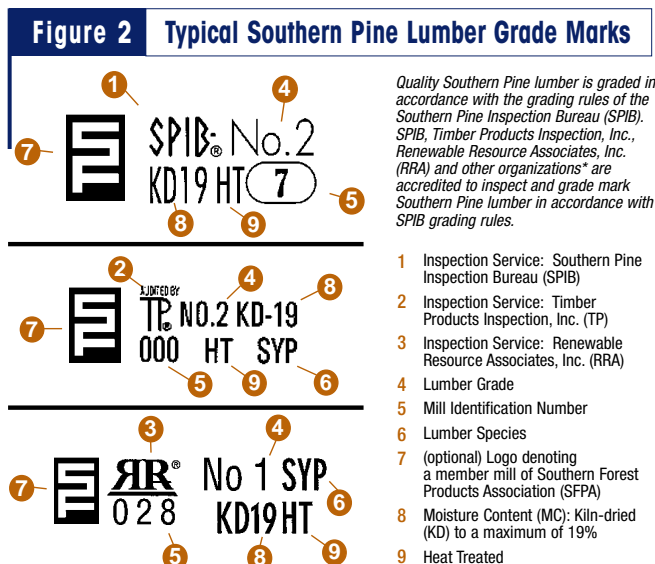 Figure 2 Typical Southern Pine Lumber Grade Marks
1
4
7
SPIB® No.2
KD19 HT 7
5
8
9
2
4
8
AUDITED BY
TP® NO.2 KD-19
7
000 HT SYP
5
9
6
3
4
RR® No 1 SYP
7
6
028 KD19 HT
5
8
9
Quality Southern Pine lumber is graded in
accordance with the grading rules of the
Southern Pine Inspection Bureau (SPIB).
SPIB, Timber Products Inspection, Inc.,
Renewable Resource Associates, Inc.
(RRA) and other organizations* are
accredited to inspect and grade mark
Southern Pine lumber in accordance with
SPIB grading rules.
1 Inspection Service: Southern Pine
Inspection Bureau (SPIB)
2 Inspection Service: Timber
Products Inspection, Inc. (TP)
3 Inspection Service: Renewable
Resource Associates, Inc. (RRA)
4 Lumber Grade
5 Mill Identification Number
6 Lumber Species
7 (optional) Logo denoting
a member mill of Southern Forest
Products Association (SFPA)
8 Moisture Content (MC): Kiln-dried
(KD) to a maximum of 19%
9 Heat Treated